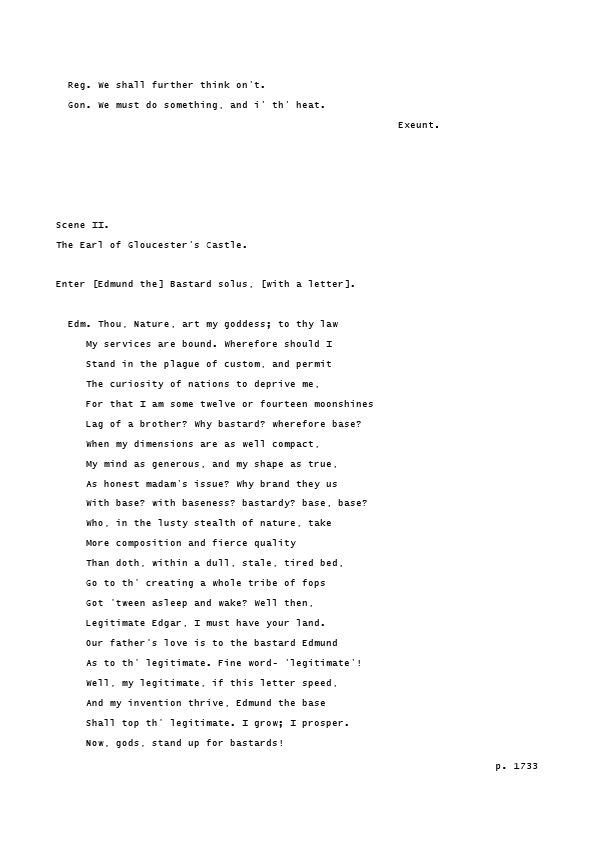 Reg. We shall further think on't.
Gon. We must do something, and i' th' heat.
Exeunt.
Scene II.
The Earl of Gloucester's Castle.
Enter [Edmund the] Bastard solus, [with a letter].
Edm. Thou, Nature, art my goddess; to thy law
My services are bound. Wherefore should I
Stand in the plague of custom, and permit
The curiosity of nations to deprive me,
For that I am some twelve or fourteen moonshines
Lag of a brother? Why bastard? wherefore base?
When my dimensions are as well compact,
My mind as generous, and my shape as true,
As honest madam's issue? Why brand they us
With base? with baseness? bastardy? base, base?
Who, in the lusty stealth of nature, take
More composition and fierce quality
Than doth, within a dull, stale, tired bed,
Go to th' creating a whole tribe of fops
Got 'tween asleep and wake? Well then,
Legitimate Edgar, I must have your land.
Our father's love is to the bastard Edmund
As to th' legitimate. Fine word- 'legitimate'!
Well, my legitimate, if this letter speed,
And my invention thrive, Edmund the base
Shall top th' legitimate. I grow; I prosper.
Now, gods, stand up for bastards!
p. 1733